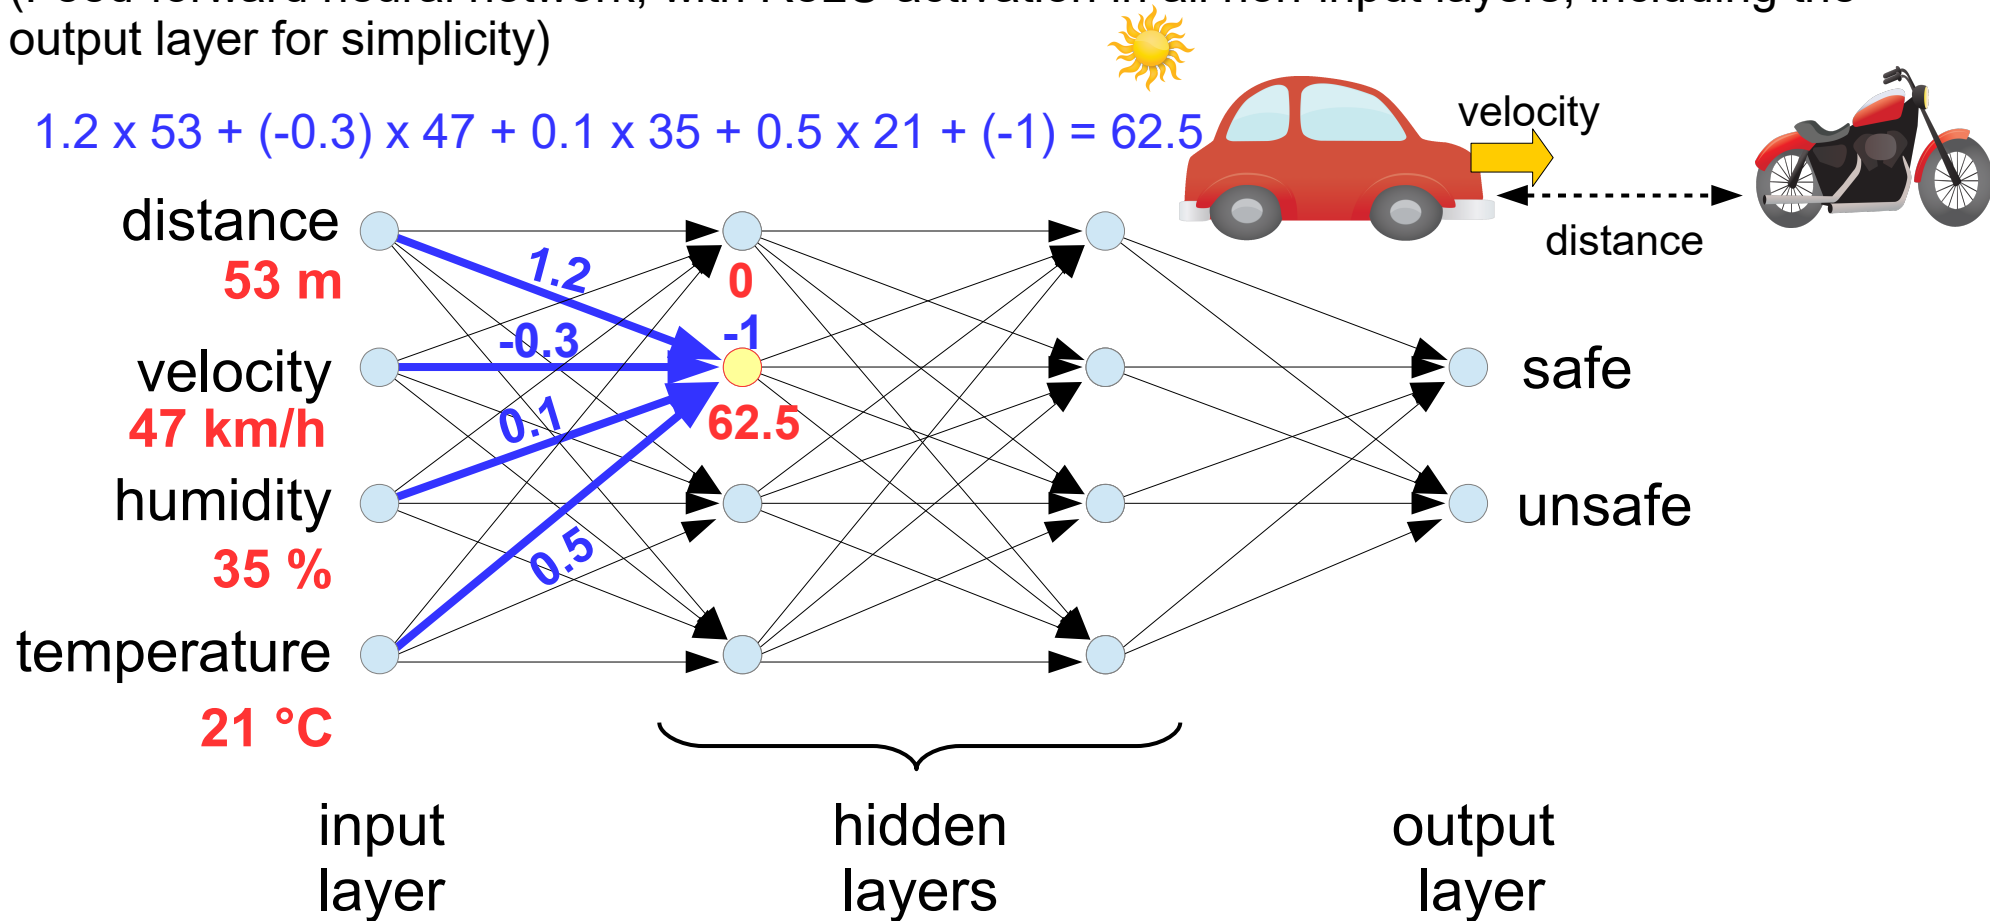 output layer for simplicity)
1.2 x 53 + (-0.3) x 47 + 0.1 x 35 + 0.5 x 21 + (-1) = 62.5
velocity
distance
distance
53 m
1.2
0
-1
-0.3
velocity
47 km/h
0.1
62.5
safe
humidity
35 %
0.5
unsafe
temperature
21 °C
input
layer
hidden
layers
output
layer